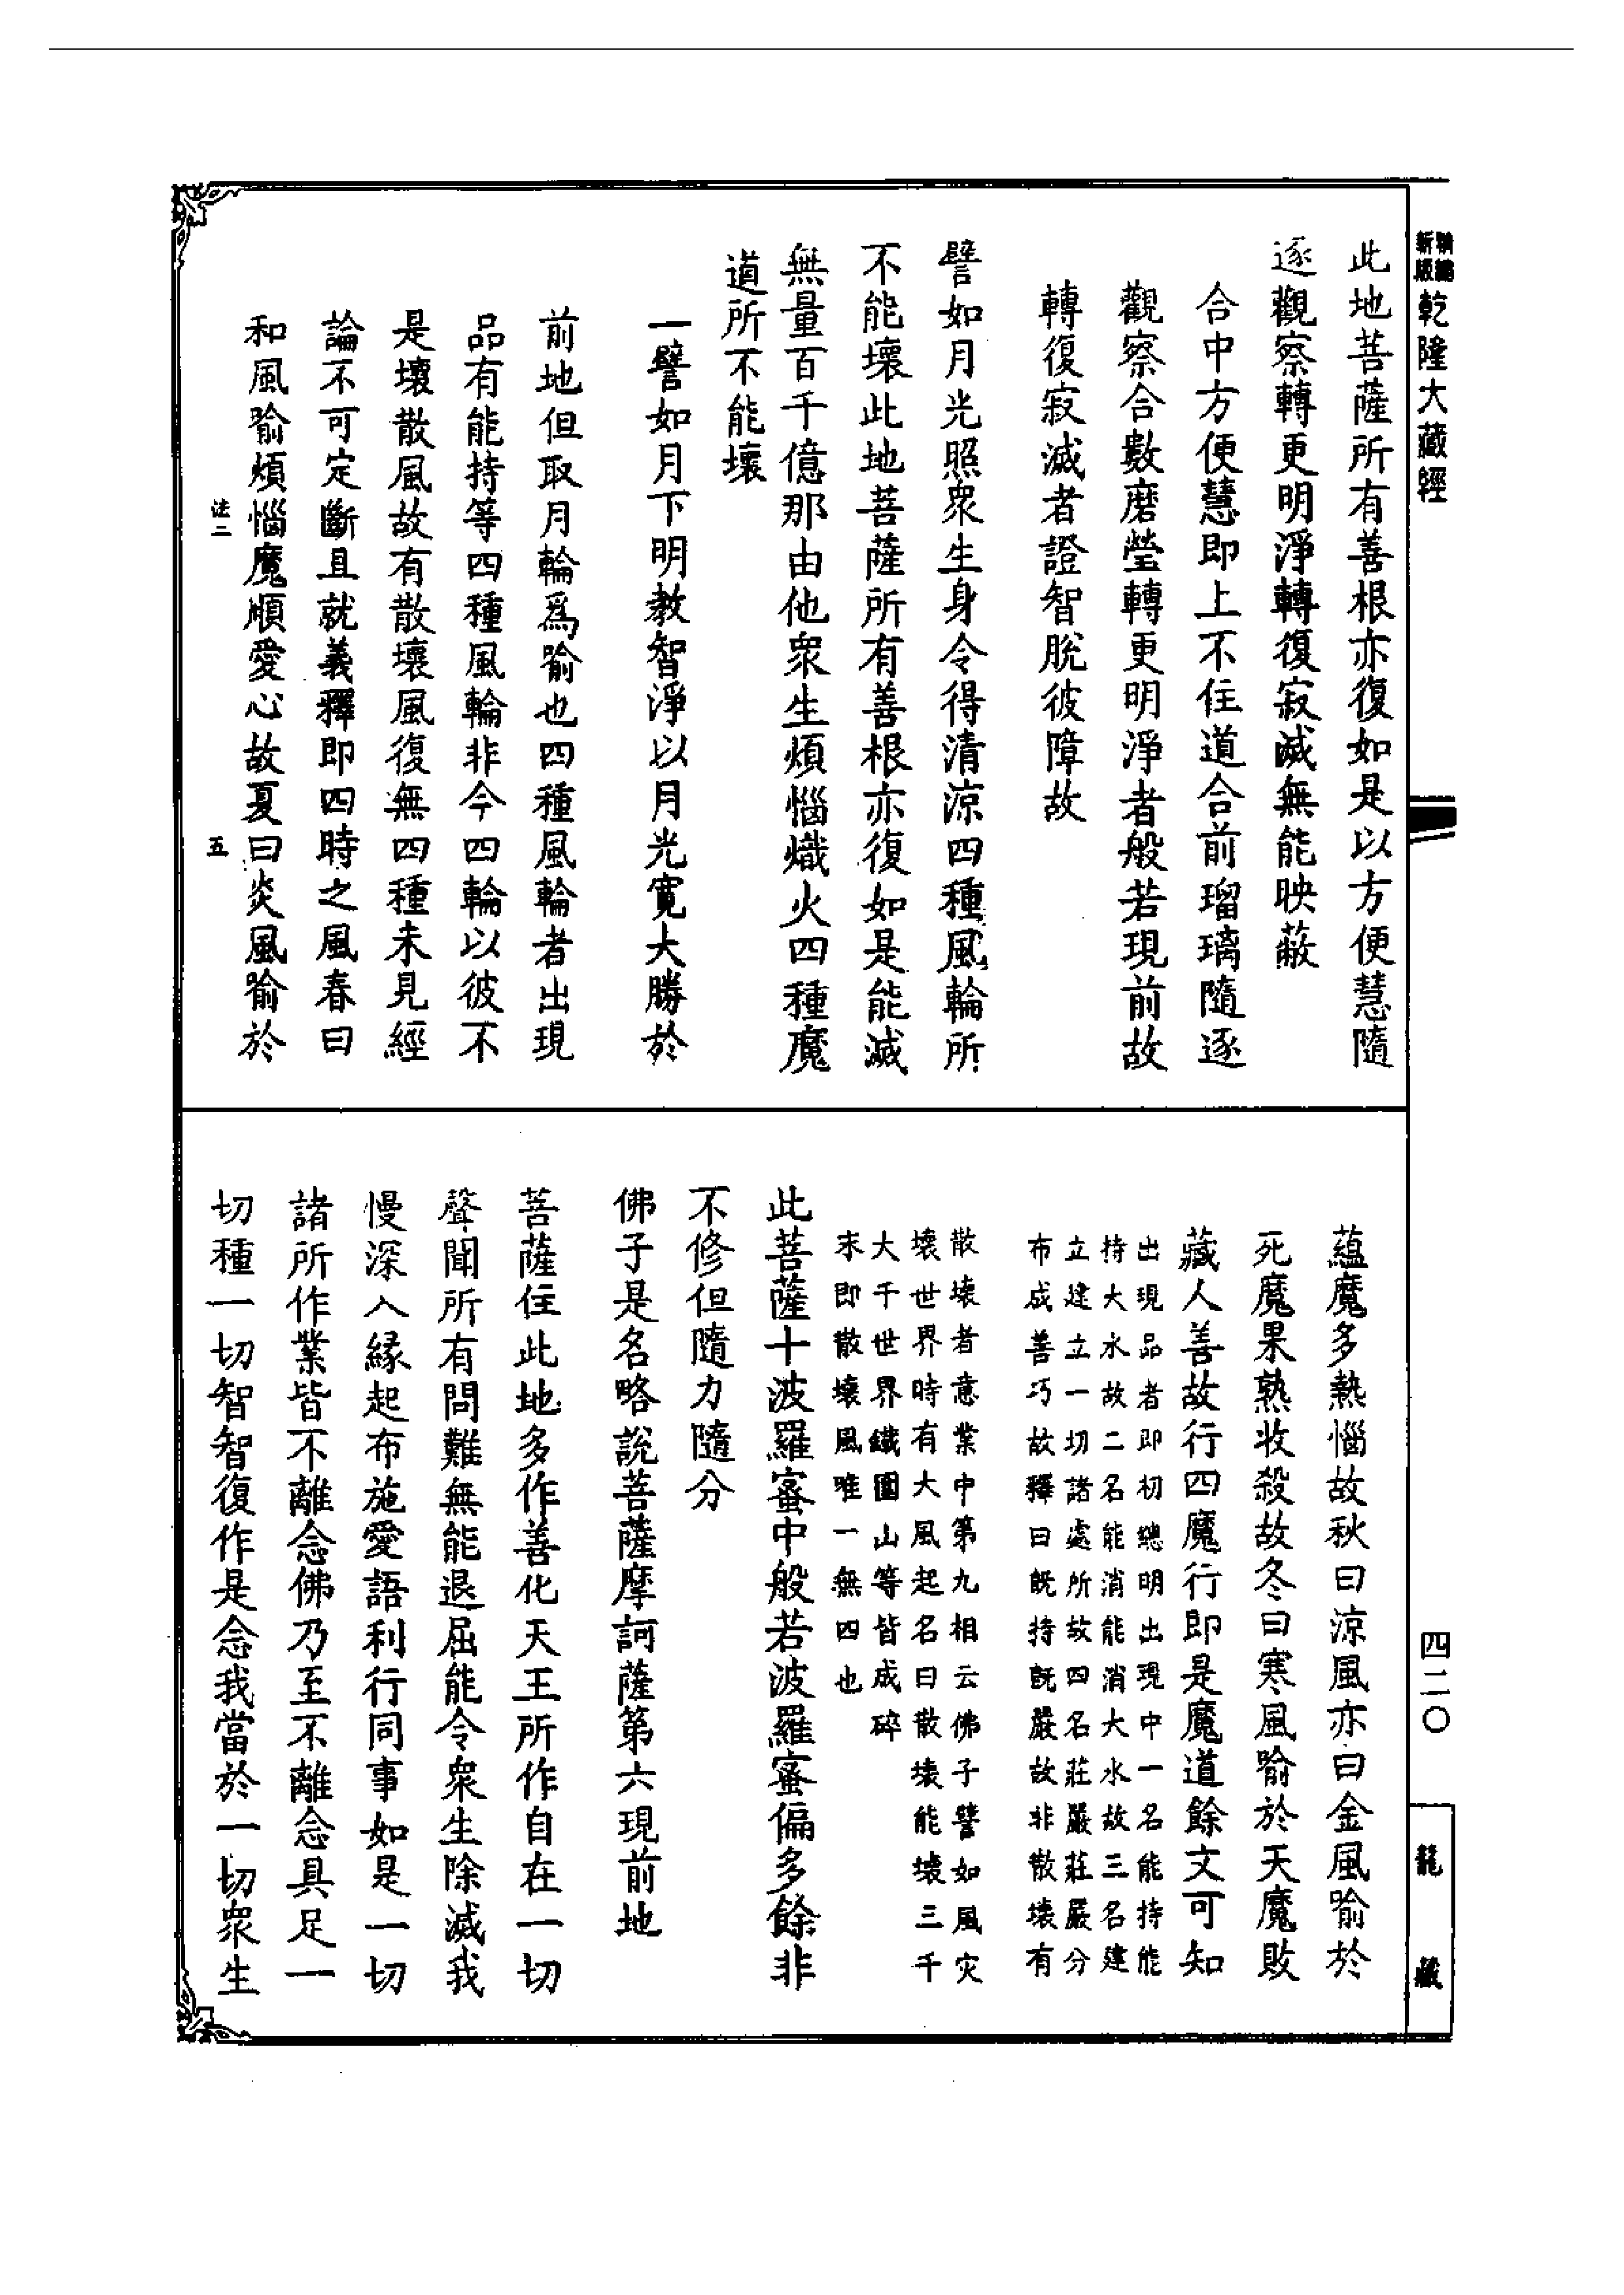 新編
縮版
乾隆大藏經
此地菩薩所有善根亦復如是以方便慧隨
逐觀察轉更明淨轉復寂滅無能映蔽
合中方便慧即上不住道合前瑠璃隨逐
觀察合數磨瑩轉更明淨者般若現前故
轉復寂滅者證智脫彼障故
譬如月光照衆生身令得清涼四種風輪所
不能壞此地菩薩所有善根亦復如是能滅
無量百千億那由他衆生煩惱熾火四種魔
道所不能壞
一譬如月下明教智淨以月光寬大勝於
前地但取月輪爲喻也四種風輪者出現
品有能持等四種風輪非今四輪以彼不
是壞散風故有散壞風復無四種未見經
論不可定斷且就義釋即四時之風春曰
和風喻煩惱魔順愛心故夏曰炎風喻於
五
蘊魔多熱惱故秋曰涼風亦曰金風喻於
死魔果熟收殺故冬曰寒風喻於天魔敗
藏人善故行四魔行即是魔道餘文可知
出現品者即初總明出現中一名能持能
持大水故二名能消能消大水故三名建
立建立一切諸處所故四名莊嚴莊嚴分
布成善巧故釋曰既持既嚴故非散壞有
散壞者意業中第九相云佛子譬如風灾
壞世界時有大風起名曰散壞能壞三千
大千世界鐵圍山等皆成碎
末即散壞風唯一無四也
此菩薩十波羅蜜中般若波羅蜜偏多餘非
不修但隨力隨分
佛子是名略說菩薩摩訶薩第六現前地
菩薩住此地多作善化天王所作自在一切
聲聞所有問難無能退屈能令衆生除滅我
慢深入緣起布施愛語利行同事如是一切
諸所作業皆不離念佛乃至不離念具足一
切種一切智智復作是念我當於一切衆生
四二〇
龍藏